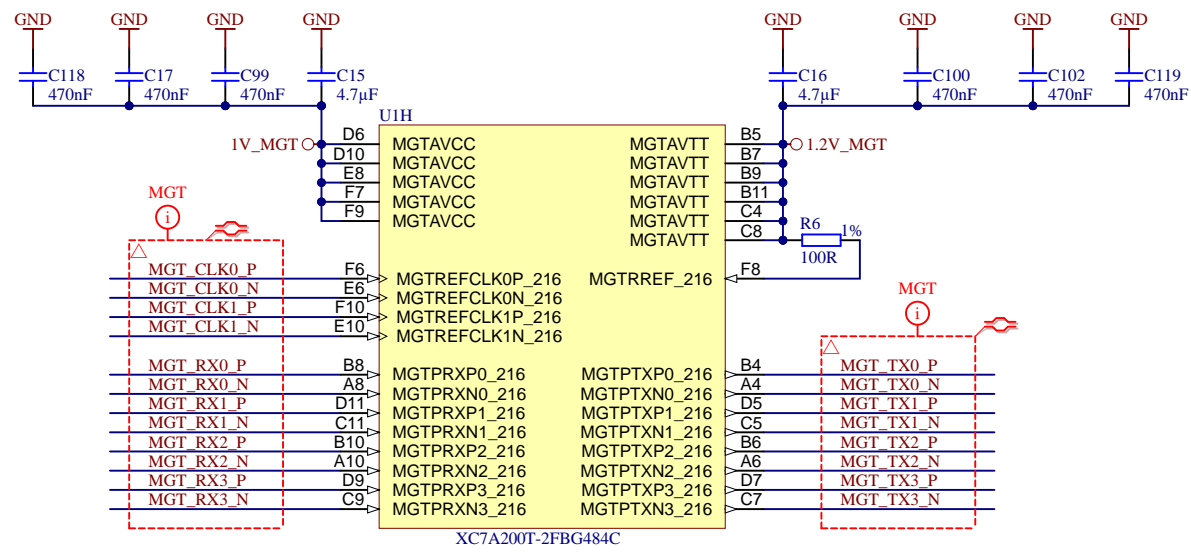 GND GND GND GND GND GND GND GND
C118 C17 C99 C15 C16 C100 C102 C119
470nF 470nF 470nF 4.7µF 4.7µF 470nF 470nF 470nF
U1H
1V_MGT D6 MGTAVCC MGTAVTT B5 1.2V_MGT
D10 MGTAVCC MGTAVTT B7
E8 MGTAVCC MGTAVTT B9
F7 MGTAVCC MGTAVTT B11
F9 MGTAVCC MGTAVTT C4
MGTAVTT C8 R6 1%
100R
MGT
i
MGT_CLK0_P F6 MGTREFCLK0P_216 MGTRREF_216 F8
MGT_CLK0_N E6 MGTREFCLK0N_216
MGT_CLK1_P F10 MGTREFCLK1P_216
MGT_CLK1_N E10 MGTREFCLK1N_216
MGT
i
MGT_RX0_P B8 MGTPRXP0_216 MGTPTXP0_216 B4 MGT_TX0_P
MGT_RX0_N A8 MGTPRXN0_216 MGTPTXN0_216 A4 MGT_TX0_N
MGT_RX1_P D11 MGTPRXP1_216 MGTPTXP1_216 D5 MGT_TX1_P
MGT_RX1_N C11 MGTPRXN1_216 MGTPTXN1_216 C5 MGT_TX1_N
MGT_RX2_P B10 MGTPRXP2_216 MGTPTXP2_216 B6 MGT_TX2_P
MGT_RX2_N A10 MGTPRXN2_216 MGTPTXN2_216 A6 MGT_TX2_N
MGT_RX3_P D9 MGTPRXP3_216 MGTPTXP3_216 D7 MGT_TX3_P
MGT_RX3_N C9 MGTPRXN3_216 MGTPTXN3_216 C7 MGT_TX3_N
XC7A200T-2FBG484C